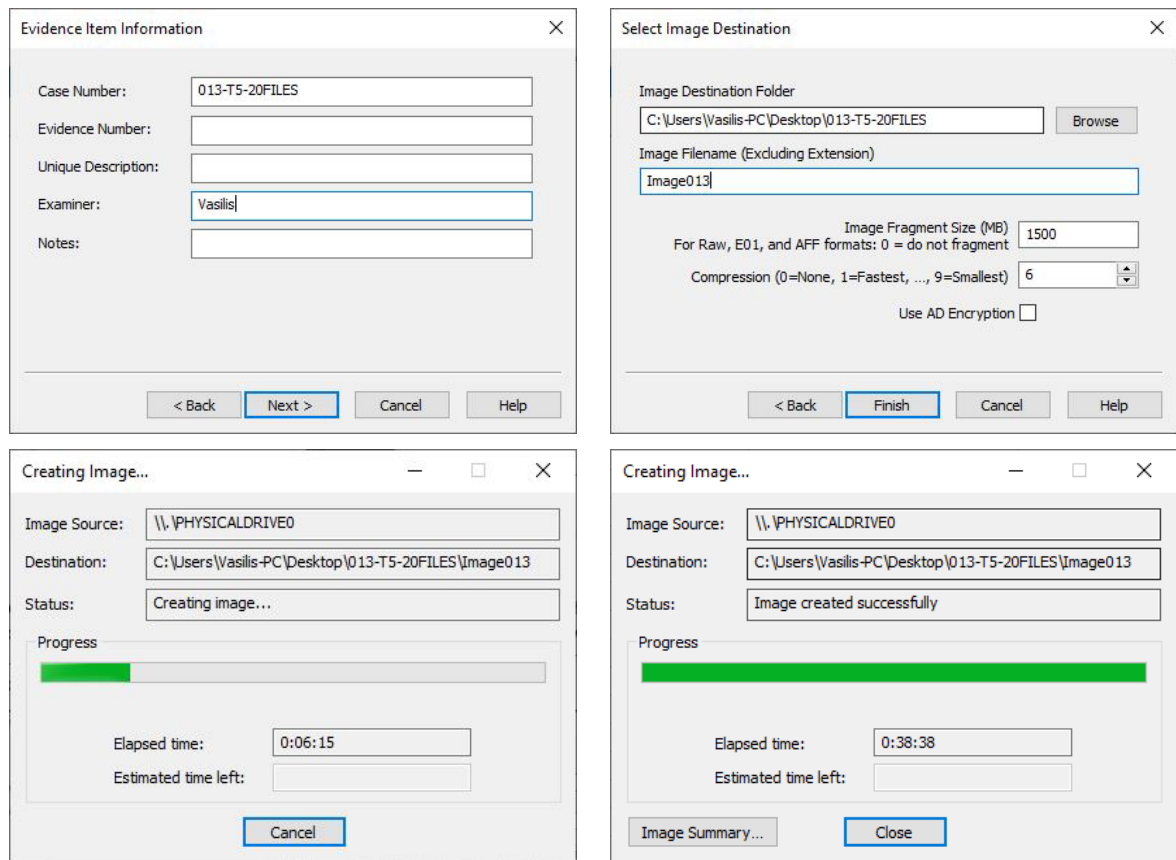 Evidence Item Information
Case Number: 013-T5-20FILES
Evidence Number:
Unique Description:
Examiner: Vasilis
Notes:
< Back Next > Cancel Help
Select Image Destination
Image Destination Folder
C:\Users\Vasilis-PC\Desktop\013-T5-20FILES Browse
Image Filename (Excluding Extension)
Image013
Image Fragment Size (MB) 1500
For Raw, E01, and AFF formats: 0 = do not fragment
Compression (0=None, 1=Fastest, ..., 9=Smallest) 6
Use AD Encryption
< Back Finish Cancel Help
Creating Image...
Image Source: \\.\PHYSICALDRIVE0
Destination: C:\Users\Vasilis-PC\Desktop\013-T5-20FILES\Image013
Status: Creating image...
Progress
Elapsed time: 0:06:15
Estimated time left:
Cancel
Creating Image...
Image Source: \\.\PHYSICALDRIVE0
Destination: C:\Users\Vasilis-PC\Desktop\013-T5-20FILES\Image013
Status: Image created successfully
Progress
Elapsed time: 0:38:38
Estimated time left:
Image Summary... Close